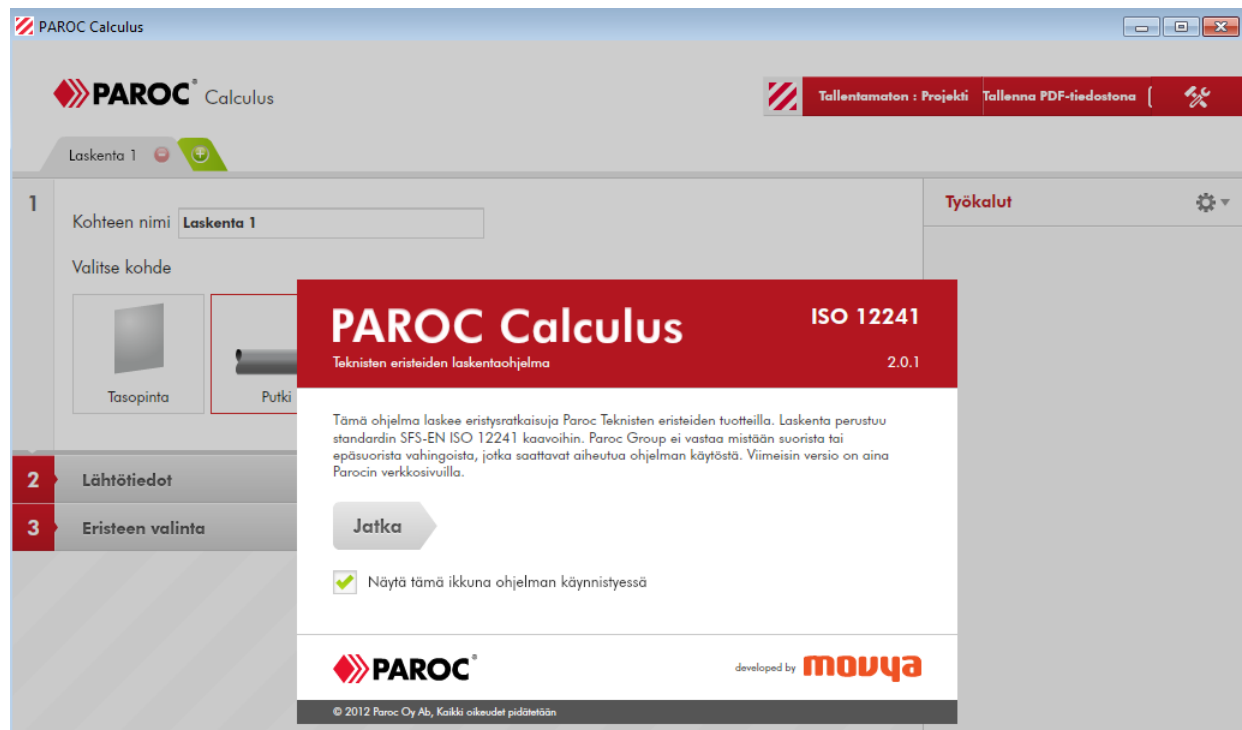 PAROC Calculus
PAROC® Calculus
Tallentamaton : Projekti Tallenna PDF-tiedostona (
Laskenta 1
1
Kohteen nimi Laskenta 1
Valitse kohde
Tasopinta
Putki
2 Lähtötiedot
3 Eristeen valinta
Työkalut
PAROC Calculus
ISO 12241
Teknisten eristeiden laskentaohjelma
2.0.1
Tämä ohjelma laskee eristysratkaisuja Paroc Teknisten eristeiden tuotteilla. Laskenta perustuu
standardin SFS-EN ISO 12241 kaavoihin. Paroc Group ei vastaa mistään suorista tai
epäsuorista vahingoista, jotka saattavat aiheutua ohjelman käytöstä. Viimeisin versio on aina
Parocin verkkosivuilla.
Jatka
Näytä tämä ikkuna ohjelman käynnistyessä
PAROC®
developed by movya
© 2012 Paroc Oy Ab, Kaikki oikeudet pidätetään